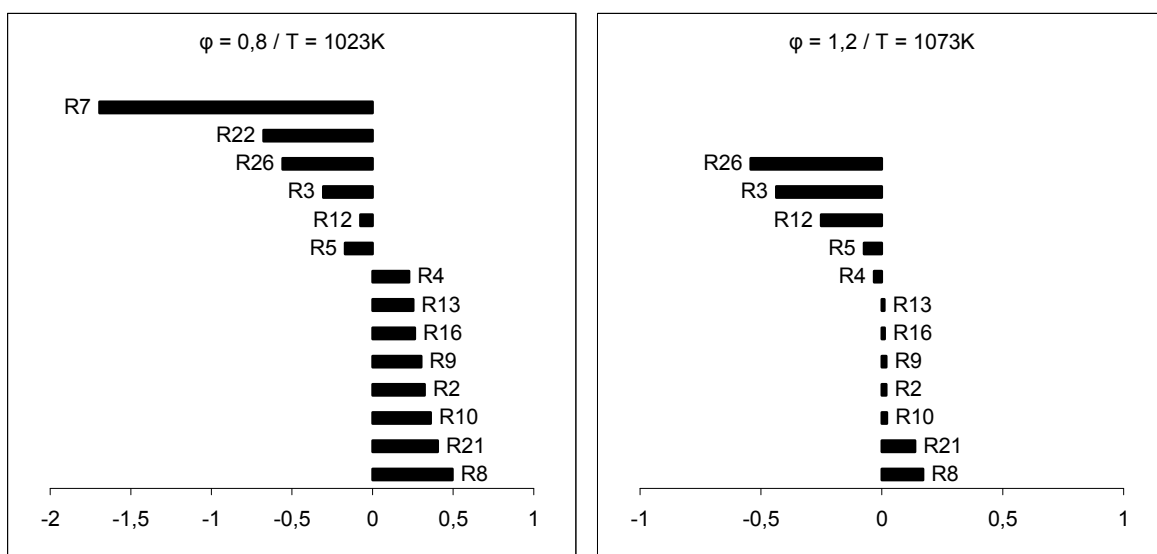 φ = 0,8 / T = 1023K
R7
R22
R26
R3
R12
R5
R4
R13
R16
R9
R2
R10
R21
R8
-2 -1,5 -1 -0,5 0 0,5 1
φ = 1,2 / T = 1073K
R26
R3
R12
R5
R4
R13
R16
R9
R2
R10
R21
R8
-1 -0,5 0 0,5 1